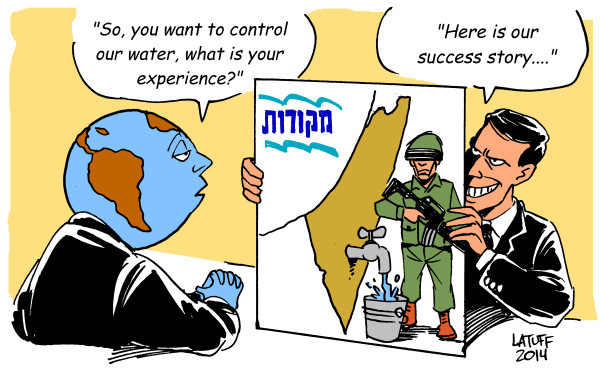 "So, you want to control
our water, what is your
experience?"
"Here is our
success story...."
מקורות
LATUFF
2014